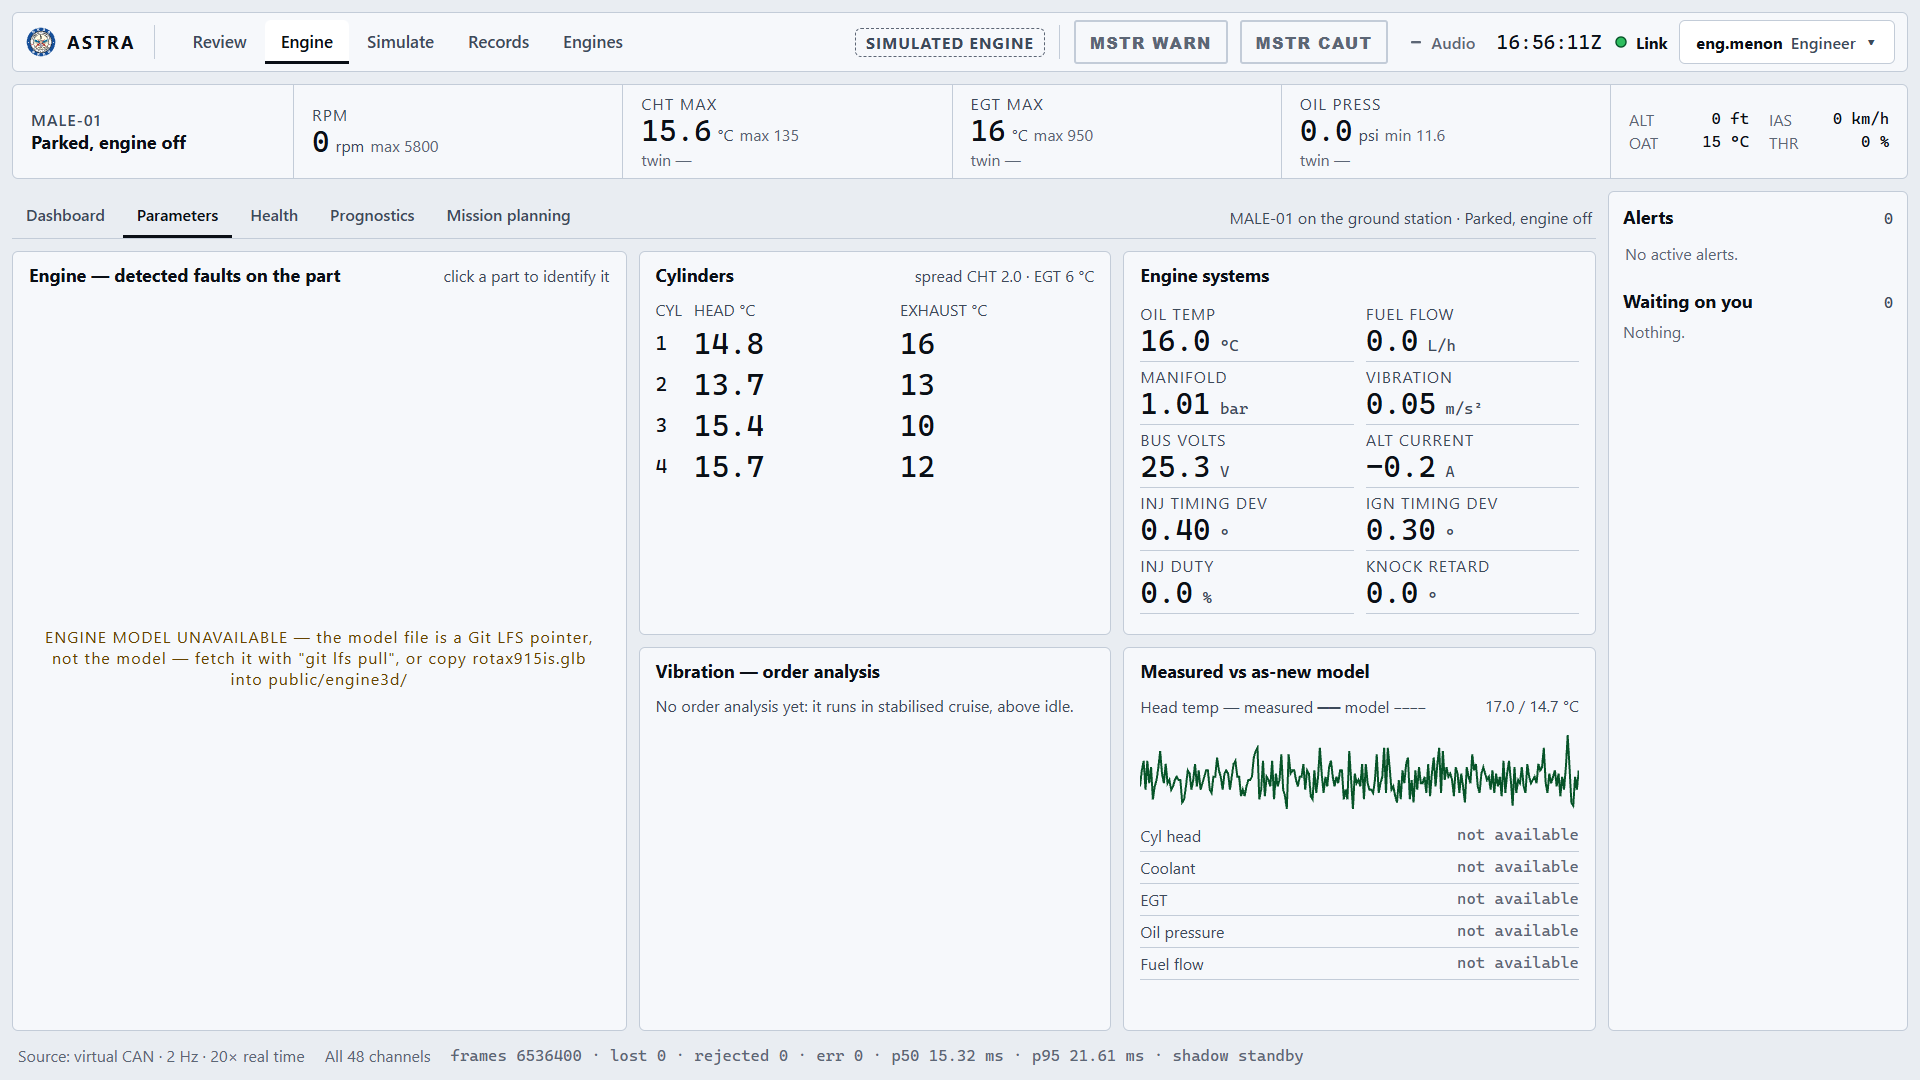 ASTRA
Review
Engine
Simulate
Records
Engines
SIMULATED ENGINE
MSTR WARN
MSTR CAUT
– Audio
16:56:11Z
Link
eng.menon Engineer ▾
MALE-01
Parked, engine off
RPM
0 rpm max 5800
CHT MAX
15.6 °C max 135
twin —
EGT MAX
16 °C max 950
twin —
OIL PRESS
0.0 psi min 11.6
twin —
ALT 0 ft IAS 0 km/h
OAT 15 °C THR 0 %
Dashboard
Parameters
Health
Prognostics
Mission planning
MALE-01 on the ground station · Parked, engine off
Engine — detected faults on the part
click a part to identify it
ENGINE MODEL UNAVAILABLE — the model file is a Git LFS pointer,
not the model — fetch it with "git lfs pull", or copy rotax915is.glb
into public/engine3d/
Cylinders
spread CHT 2.0 · EGT 6 °C
CYL HEAD °C EXHAUST °C
1 14.8 16
2 13.7 13
3 15.4 10
4 15.7 12
Vibration — order analysis
No order analysis yet: it runs in stabilised cruise, above idle.
Engine systems
OIL TEMP
16.0 °C
FUEL FLOW
0.0 L/h
MANIFOLD
1.01 bar
VIBRATION
0.05 m/s²
BUS VOLTS
25.3 V
ALT CURRENT
−0.2 A
INJ TIMING DEV
0.40 °
IGN TIMING DEV
0.30 °
INJ DUTY
0.0 %
KNOCK RETARD
0.0 °
Measured vs as-new model
Head temp — measured —— model ----
17.0 / 14.7 °C
Cyl head not available
Coolant not available
EGT not available
Oil pressure not available
Fuel flow not available
Alerts 0
No active alerts.
Waiting on you 0
Nothing.
Source: virtual CAN · 2 Hz · 20× real time
All 48 channels
frames 6536400 · lost 0 · rejected 0 · err 0 · p50 15.32 ms · p95 21.61 ms · shadow standby